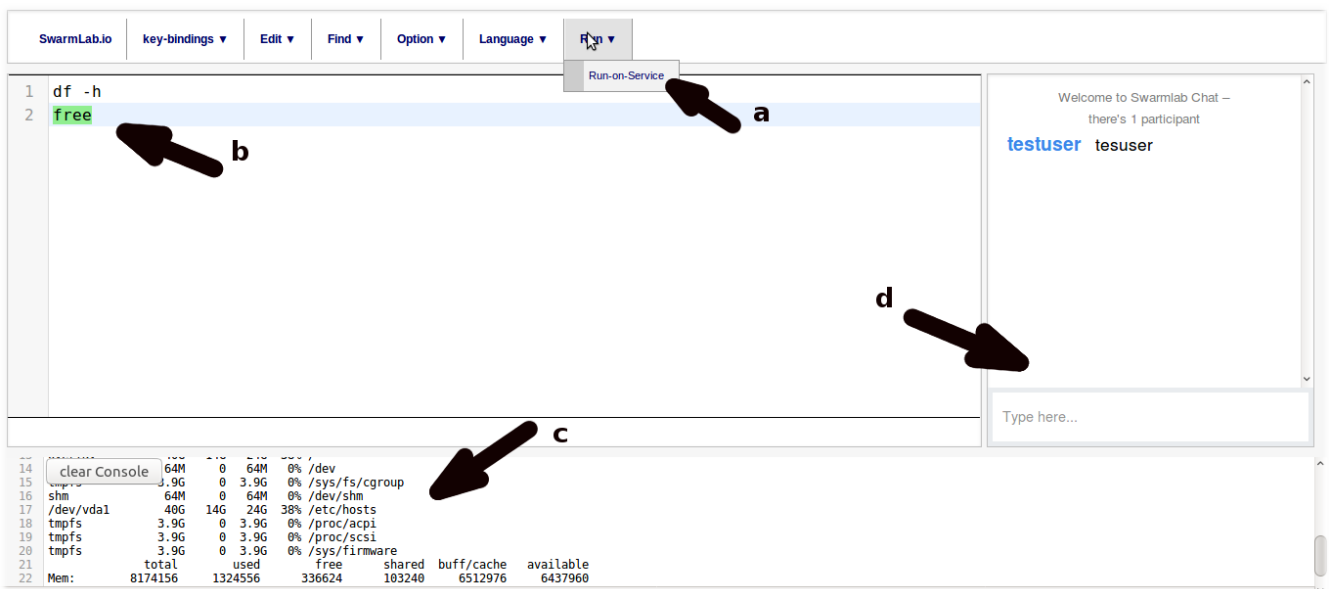 SwarmLab.io key-bindings ▼ Edit ▼ Find ▼ Option ▼ Language ▼ Run ▼
Run-on-Service
a
1 df -h
2 free
b
Welcome to Swarmlab Chat –
there's 1 participant
testuser tesuser
d
Type here...
c
clear Console
14 64M 0 64M 0% /dev
15 tmpfs 3.9G 0 3.9G 0% /sys/fs/cgroup
16 shm 64M 0 64M 0% /dev/shm
17 /dev/vda1 40G 14G 24G 38% /etc/hosts
18 tmpfs 3.9G 0 3.9G 0% /proc/acpi
19 tmpfs 3.9G 0 3.9G 0% /proc/scsi
20 tmpfs 3.9G 0 3.9G 0% /sys/firmware
21 total used free shared buff/cache available
22 Mem: 8174156 1324556 336624 103240 6512976 6437960